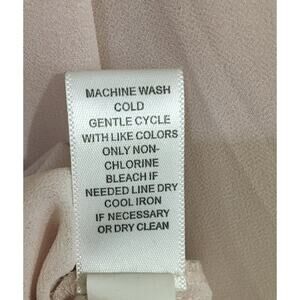 MACHINE WASH
COLD
GENTLE CYCLE
WITH LIKE COLORS
ONLY NON-
CHLORINE
BLEACH IF
NEEDED LINE DRY
COOL IRON
IF NECESSARY
OR DRY CLEAN